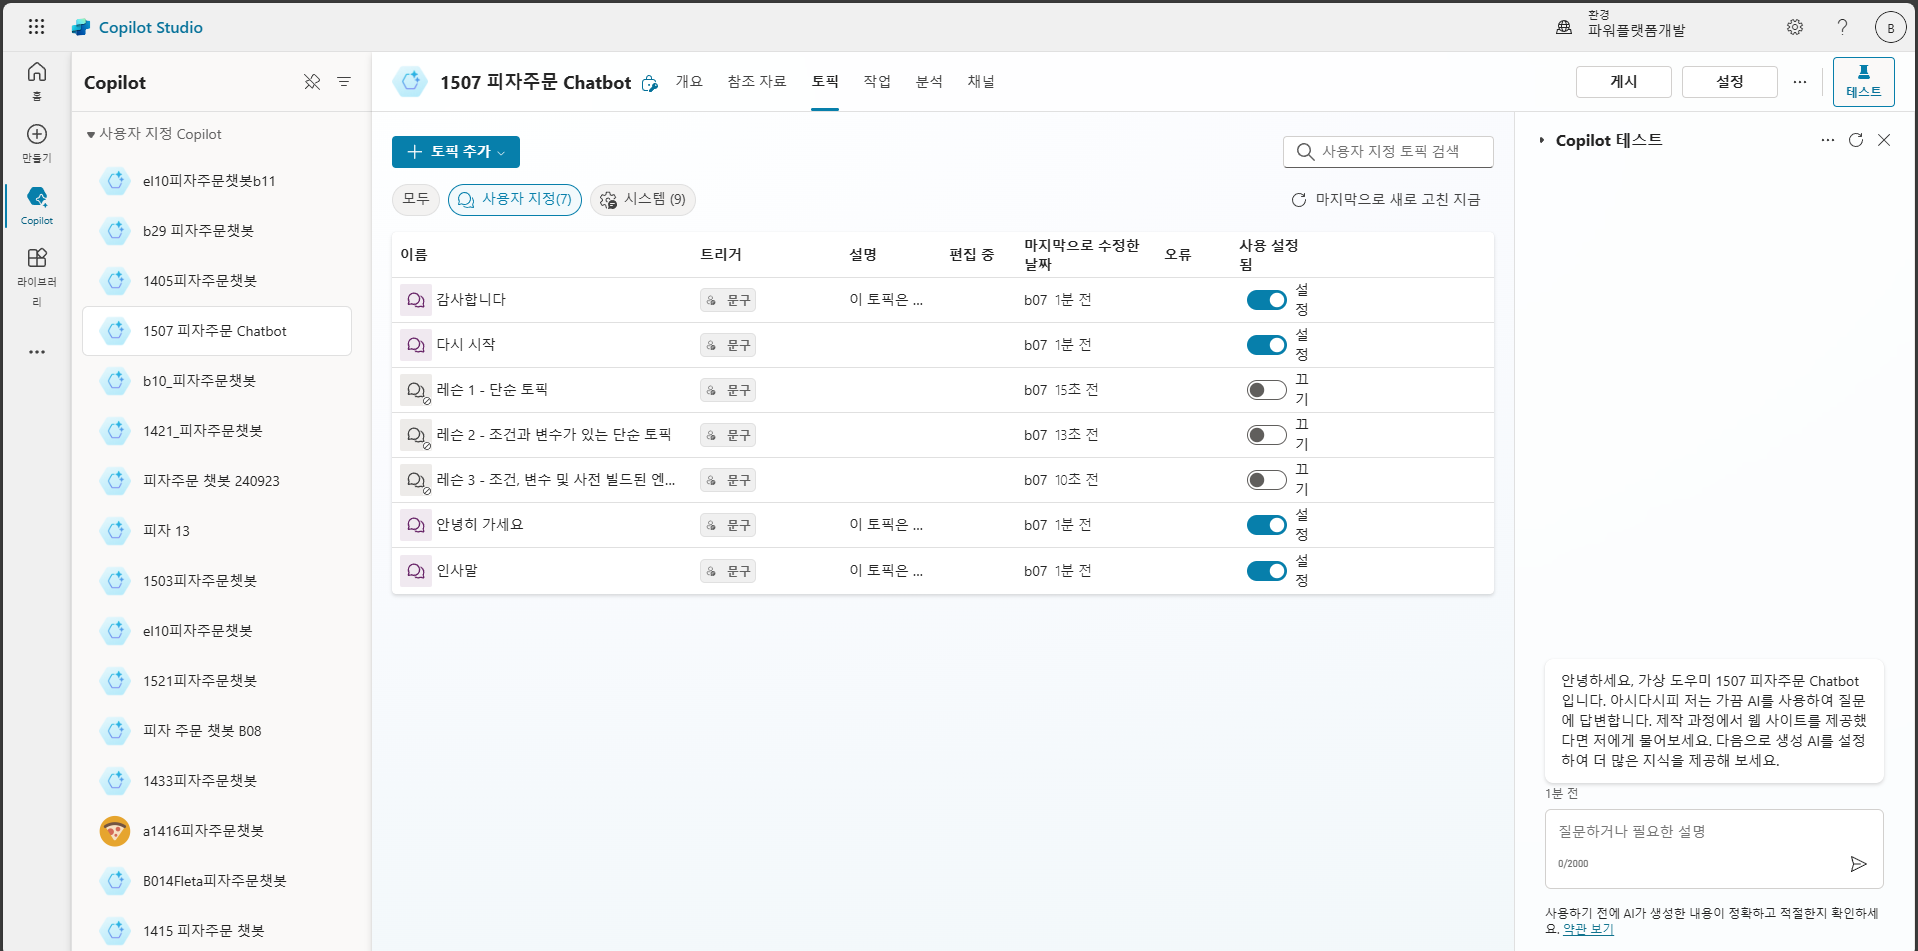 Copilot Studio
환경
파워플랫폼개발
B
홈
만들기
Copilot
라이브러
리
Copilot
사용자 지정 Copilot
el10피자주문챗봇b11
b29 피자주문챗봇
1405피자주문챗봇
1507 피자주문 Chatbot
b10_피자주문챗봇
1421_피자주문챗봇
피자주문 챗봇 240923
피자 13
1503피자주문쳇봇
el10피자주문챗봇
1521피자주문챗봇
피자 주문 챗봇 B08
1433피자주문챗봇
a1416피자주문챗봇
B014Fleta피자주문챗봇
1415 피자주문 챗봇
1507 피자주문 Chatbot
개요
참조 자료
토픽
작업
분석
채널
게시
설정
테스트
토픽 추가
사용자 지정 토픽 검색
모두
사용자 지정(7)
시스템 (9)
마지막으로 새로 고친 지금
이름
트리거
설명
편집 중
마지막으로 수정한
날짜
오류
사용 설정
됨
감사합니다
문구
이 토픽은 ...
b07 1분 전
설
정
다시 시작
문구
b07 1분 전
설
정
레슨 1 - 단순 토픽
문구
b07 15초 전
끄
기
레슨 2 - 조건과 변수가 있는 단순 토픽
문구
b07 13초 전
끄
기
레슨 3 - 조건, 변수 및 사전 빌드된 엔...
문구
b07 10초 전
끄
기
안녕히 가세요
문구
이 토픽은 ...
b07 1분 전
설
정
인사말
문구
이 토픽은 ...
b07 1분 전
설
정
Copilot 테스트
안녕하세요, 가상 도우미 1507 피자주문 Chatbot
입니다. 아시다시피 저는 가끔 AI를 사용하여 질문
에 답변합니다. 제작 과정에서 웹 사이트를 제공했
다면 저에게 물어보세요. 다음으로 생성 AI를 설정
하여 더 많은 지식을 제공해 보세요.
1분 전
질문하거나 필요한 설명
0/2000
사용하기 전에 AI가 생성한 내용이 정확하고 적절한지 확인하세
요. 약관 보기